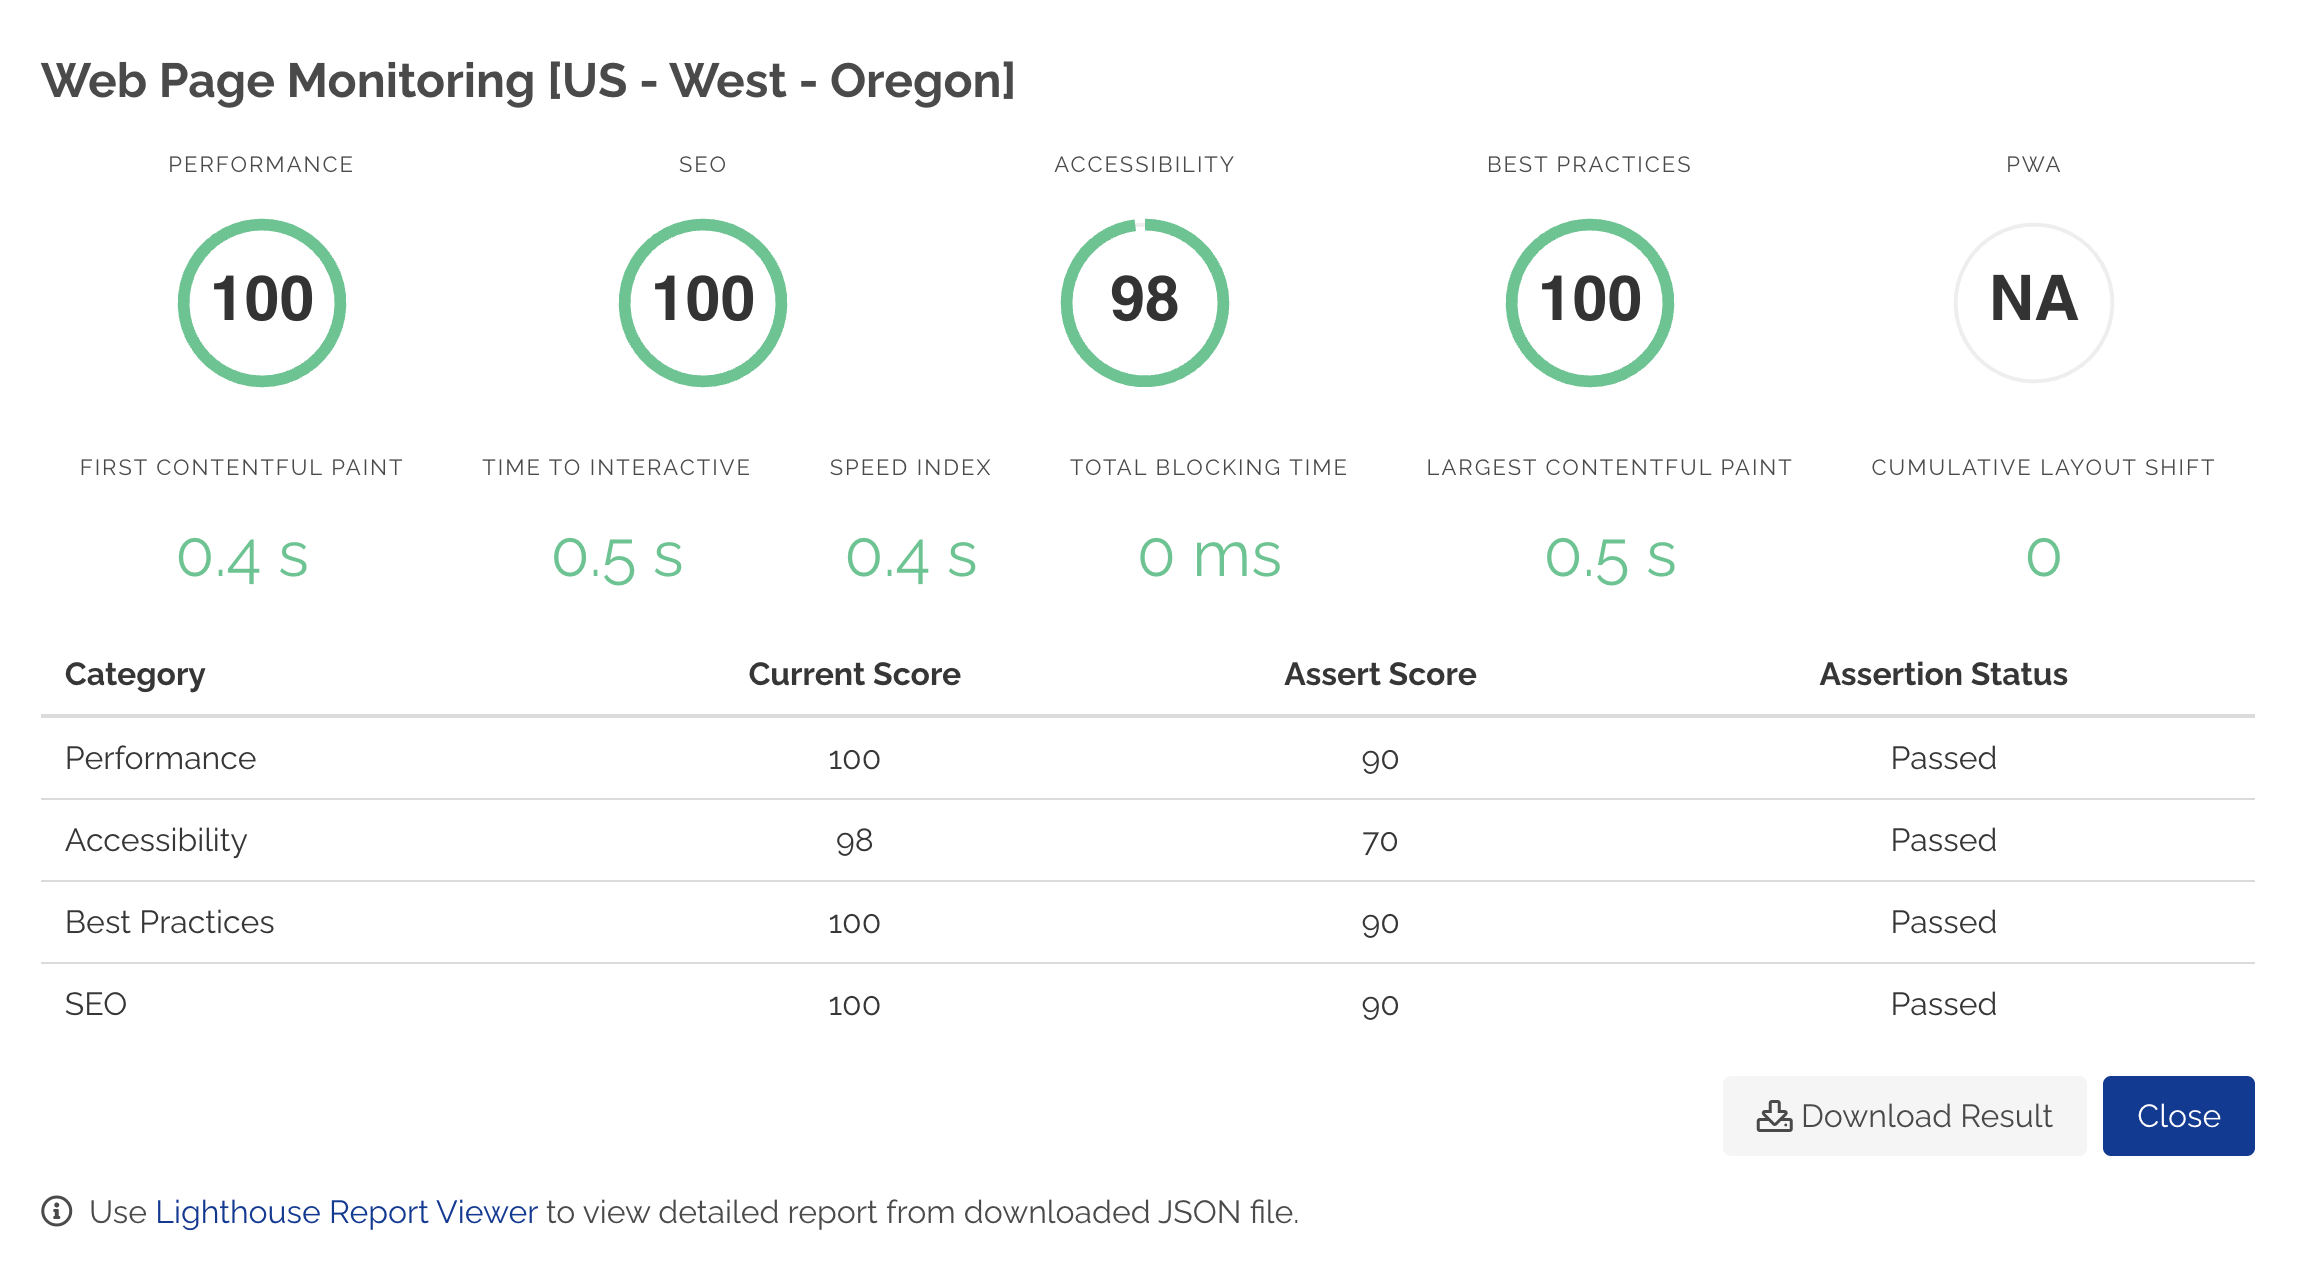 Web Page Monitoring [US - West - Oregon]
PERFORMANCE SEO ACCESSIBILITY BEST PRACTICES PWA
100 100 98 100 NA
FIRST CONTENTFUL PAINT TIME TO INTERACTIVE SPEED INDEX TOTAL BLOCKING TIME LARGEST CONTENTFUL PAINT CUMULATIVE LAYOUT SHIFT
0.4 s 0.5 s 0.4 s 0 ms 0.5 s 0
Category Current Score Assert Score Assertion Status
Performance 100 90 Passed
Accessibility 98 70 Passed
Best Practices 100 90 Passed
SEO 100 90 Passed
Download Result Close
Use Lighthouse Report Viewer to view detailed report from downloaded JSON file.